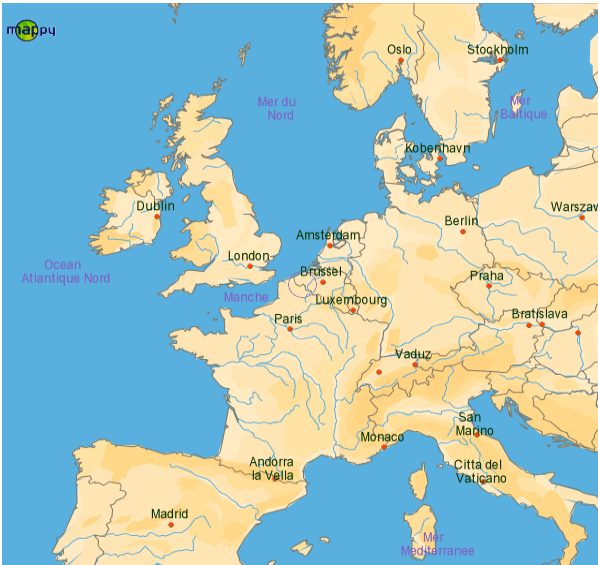 mappy
Oslo
Stockholm
Mer du
Nord
Mer
Baltique
Kobenhavn
Dublin
Warszaw
Berlin
Amsterdam
London
Ocean
Atlantique Nord
Brussel
Praha
Manche
Luxembourg
Paris
Bratislava
Vaduz
San
Marino
Monaco
Andorra
la Vella
Citta del
Vaticano
Madrid
Mer
Mediterranee